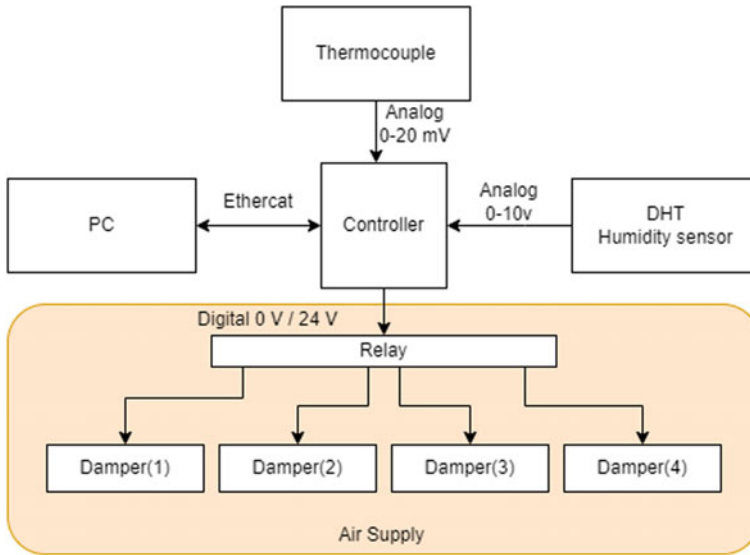 Thermocouple
Analog
0-20 mV
Ethercat
Analog
0-10v
PC
Controller
DHT
Humidity sensor
Digital 0 V / 24 V
Relay
Damper(1)
Damper(2)
Damper(3)
Damper(4)
Air Supply